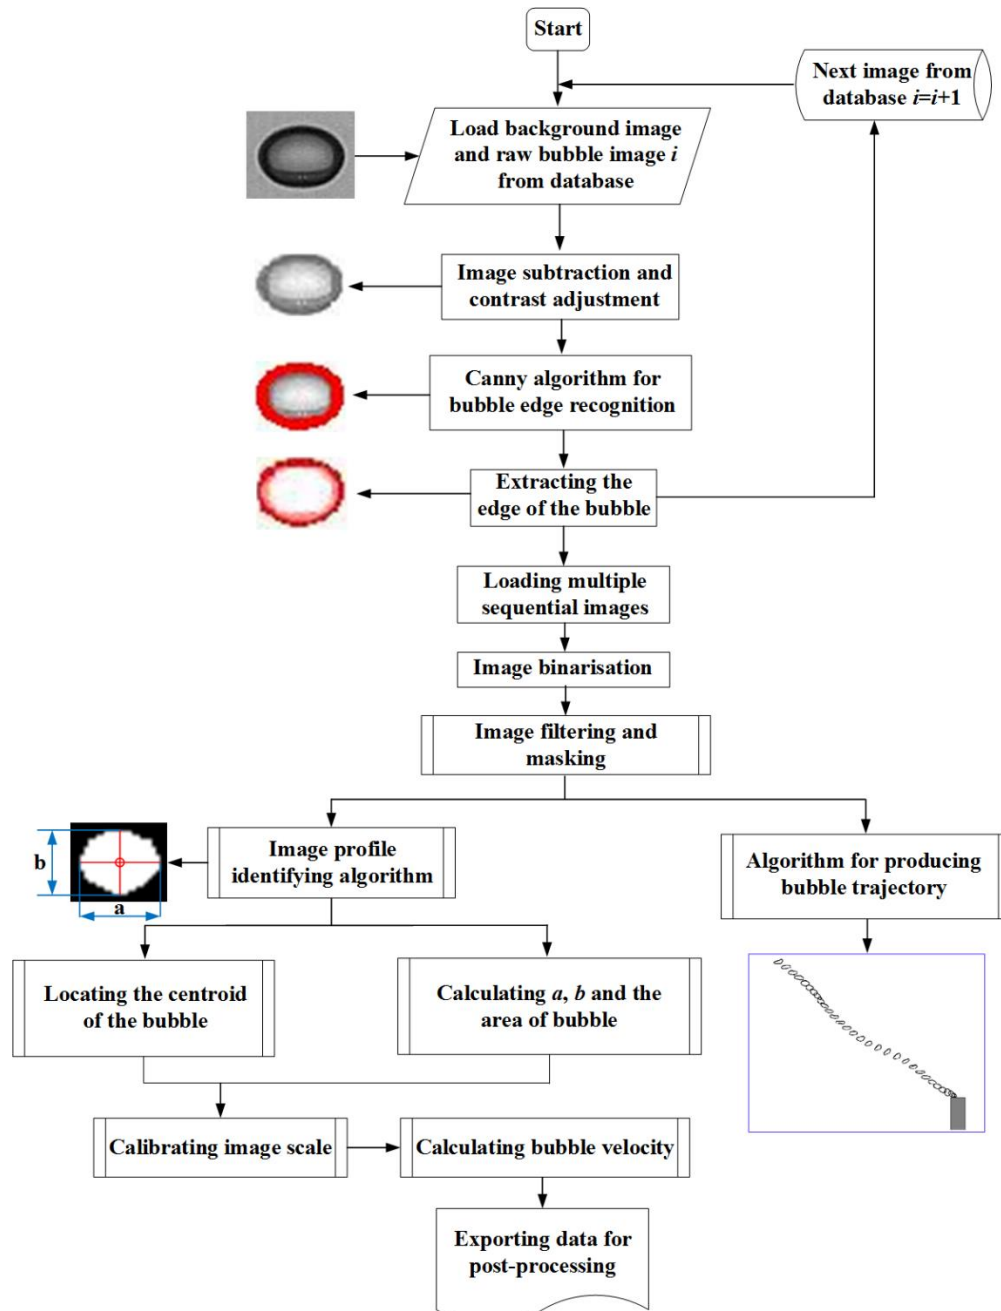 Start
Next image from
database i=i+1
Load background image
and raw bubble image i
from database
Image subtraction and
contrast adjustment
Canny algorithm for
bubble edge recognition
Extracting the
edge of the bubble
Loading multiple
sequential images
Image binarisation
Image filtering and
masking
b
a
Image profile
identifying algorithm
Algorithm for producing
bubble trajectory
Locating the centroid
of the bubble
Calculating a, b and the
area of bubble
Calibrating image scale
Calculating bubble velocity
Exporting data for
post-processing